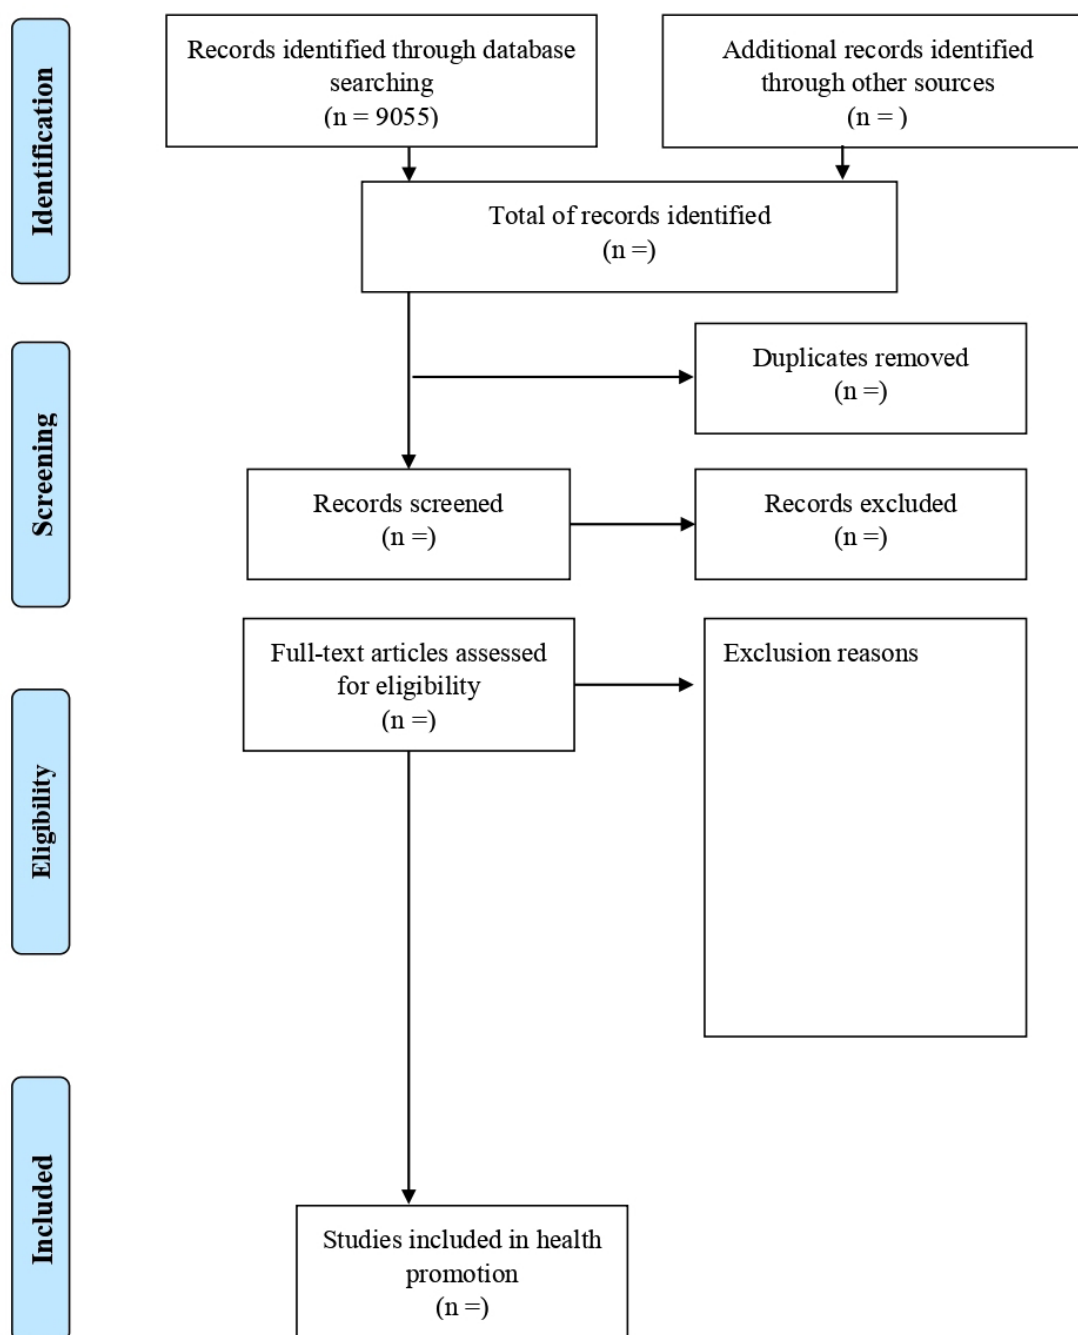 Identification
Records identified through database
searching
(n = 9055)
Additional records identified
through other sources
(n = )
Total of records identified
(n =)
Screening
Duplicates removed
(n =)
Records screened
(n =)
Records excluded
(n =)
Eligibility
Full-text articles assessed
for eligibility
(n =)
Exclusion reasons
Included
Studies included in health
promotion
(n =)